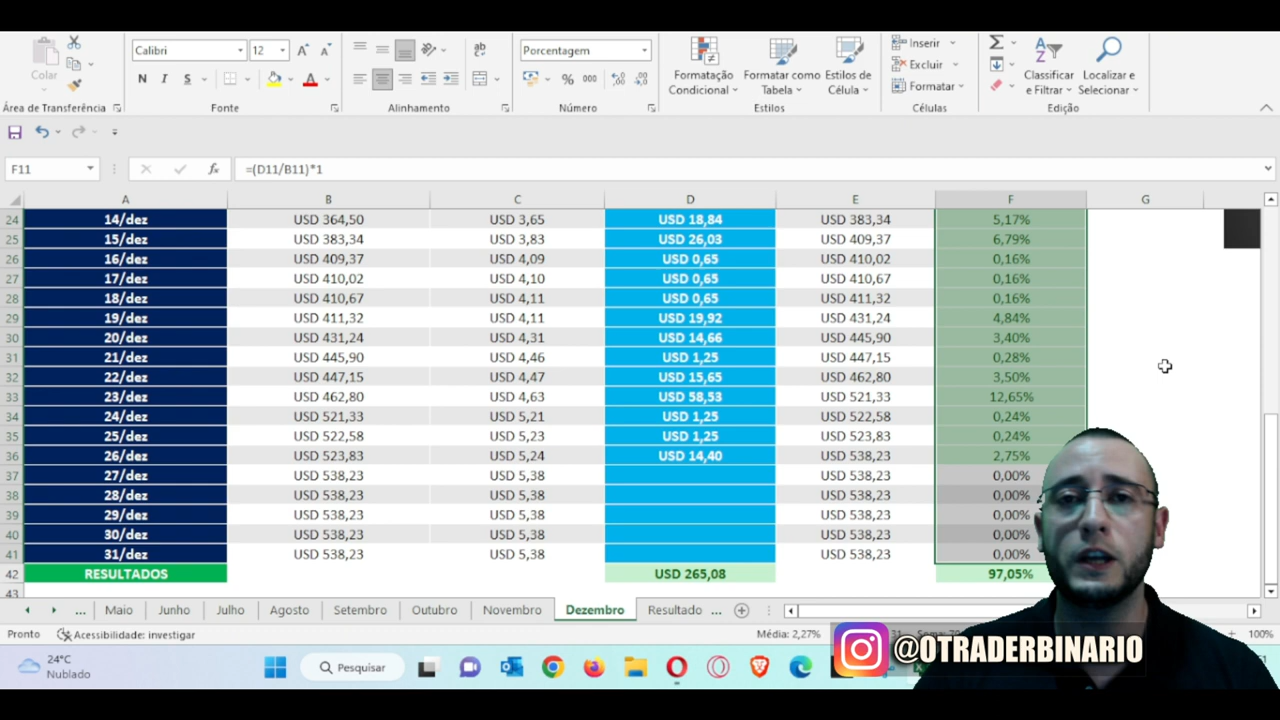 Calibri 12 Porcentagem Inserir
Colar N I S % 000 Formatação Condicional Formatar como Tabela Estilos de Célula Excluir Formatar Classificar e Filtrar Localizar e Selecionar
Área de Transferência Fonte Alinhamento Número Estilos Células Edição
F11 =(D11/B11)*1
A B C D E F G
24 14/dez USD 364,50 USD 3,65 USD 18,84 USD 383,34 5,17%
25 15/dez USD 383,34 USD 3,83 USD 26,03 USD 409,37 6,79%
26 16/dez USD 409,37 USD 4,09 USD 0,65 USD 410,02 0,16%
27 17/dez USD 410,02 USD 4,10 USD 0,65 USD 410,67 0,16%
28 18/dez USD 410,67 USD 4,11 USD 0,65 USD 411,32 0,16%
29 19/dez USD 411,32 USD 4,11 USD 19,92 USD 431,24 4,84%
30 20/dez USD 431,24 USD 4,31 USD 14,66 USD 445,90 3,40%
31 21/dez USD 445,90 USD 4,46 USD 1,25 USD 447,15 0,28%
32 22/dez USD 447,15 USD 4,47 USD 15,65 USD 462,80 3,50%
33 23/dez USD 462,80 USD 4,63 USD 58,53 USD 521,33 12,65%
34 24/dez USD 521,33 USD 5,21 USD 1,25 USD 522,58 0,24%
35 25/dez USD 522,58 USD 5,23 USD 1,25 USD 523,83 0,24%
36 26/dez USD 523,83 USD 5,24 USD 14,40 USD 538,23 2,75%
37 27/dez USD 538,23 USD 5,38 USD 538,23 0,00%
38 28/dez USD 538,23 USD 5,38 USD 538,23 0,00%
39 29/dez USD 538,23 USD 5,38 USD 538,23 0,00%
40 30/dez USD 538,23 USD 5,38 USD 538,23 0,00%
41 31/dez USD 538,23 USD 5,38 USD 538,23 0,00%
42 RESULTADOS USD 265,08 97,05%
43
... Maio Junho Julho Agosto Setembro Outubro Novembro Dezembro Resultado ...
Pronto Acessibilidade: investigar Média: 2,27% 100%
24°C
Nublado
Pesquisar
@OTRADERBINARIO